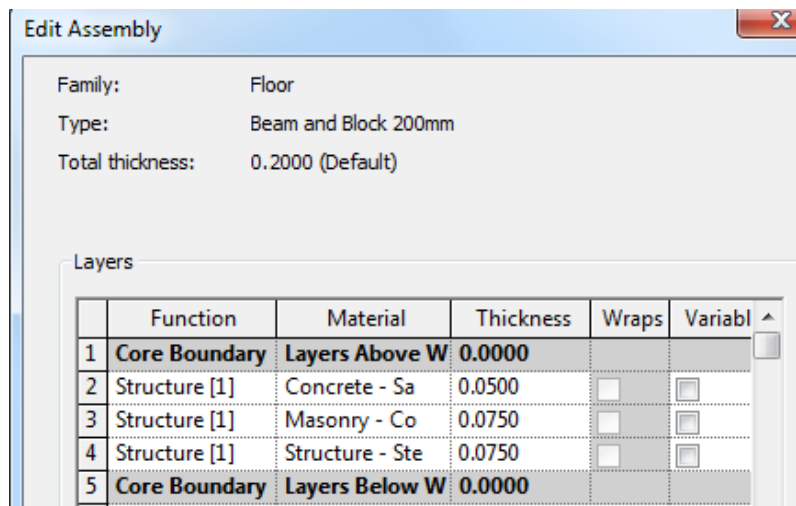 Edit Assembly
Family: Floor
Type: Beam and Block 200mm
Total thickness: 0.2000 (Default)
Layers
Function Material Thickness Wraps Variabl
1 Core Boundary Layers Above W 0.0000
2 Structure [1] Concrete - Sa 0.0500
3 Structure [1] Masonry - Co 0.0750
4 Structure [1] Structure - Ste 0.0750
5 Core Boundary Layers Below W 0.0000